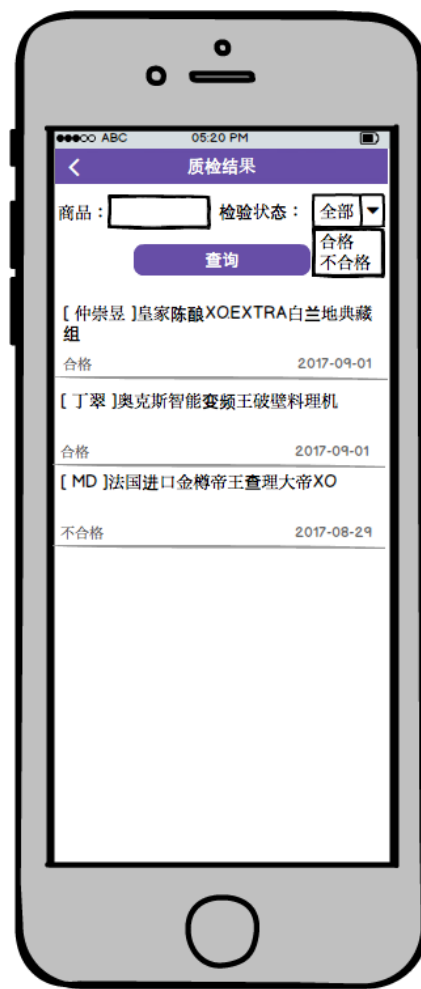 ABC 05:20 PM
质检结果
商品： 检验状态： 全部
合格
不合格
查询
[ 仲崇昱 ]皇家陈酿XO.EXTRA白兰地典藏
组
合格 2017-09-01
[ 丁翠 ]奥克斯智能变频王破壁料理机
合格 2017-09-01
[ MD ]法国进口金樽帝王查理大帝XO
不合格 2017-08-29